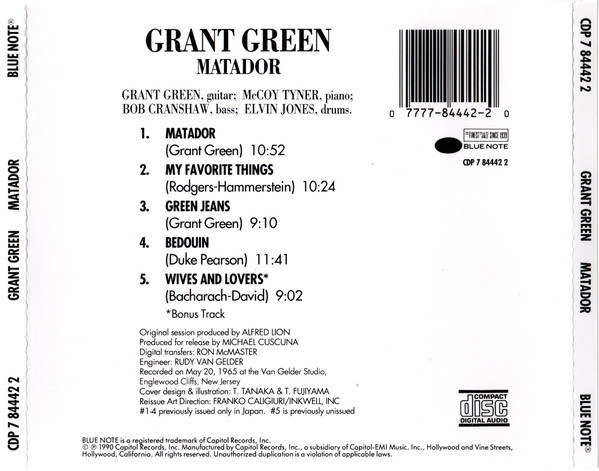 BLUE NOTE®
GRANT GREEN MATADOR
CDP 7 84442 2
GRANT GREEN
MATADOR
GRANT GREEN, guitar; McCOY TYNER, piano;
BOB CRANSHAW, bass; ELVIN JONES, drums.
1. MATADOR
(Grant Green) 10:52
2. MY FAVORITE THINGS
(Rodgers-Hammerstein) 10:24
3. GREEN JEANS
(Grant Green) 9:10
4. BEDOUIN
(Duke Pearson) 11:41
5. WIVES AND LOVERS*
(Bacharach-David) 9:02
*Bonus Track
Original session produced by ALFRED LION
Produced for release by MICHAEL CUSCUNA
Digital transfers: RON McMASTER
Engineer: RUDY VAN GELDER
Recorded on May 20, 1965 at the Van Gelder Studio,
Englewood Cliffs, New Jersey
Cover design & illustration: T. TANAKA & T. FUJIYAMA
Reissue Art Direction: FRANKO CALIGIURI/INKWELL, INC
#1-4 previously issued only in Japan. #5 is previously unissued
BLUE NOTE is a registered trademark of Capitol Records, Inc.
© ℗ 1990 Capitol Records, Inc. Manufactured by Capitol Records, Inc., a subsidiary of Capitol-EMI Music, Inc., Hollywood and Vine Streets,
Hollywood, California. All rights reserved. Unauthorized duplication is a violation of applicable laws.
0 7777-84442-2 0
THE FINEST IN JAZZ SINCE 1939
BLUE NOTE
CDP 7 84442 2
COMPACT
disc
DIGITAL AUDIO
CDP 7 84442 2
GRANT GREEN MATADOR
BLUE NOTE®